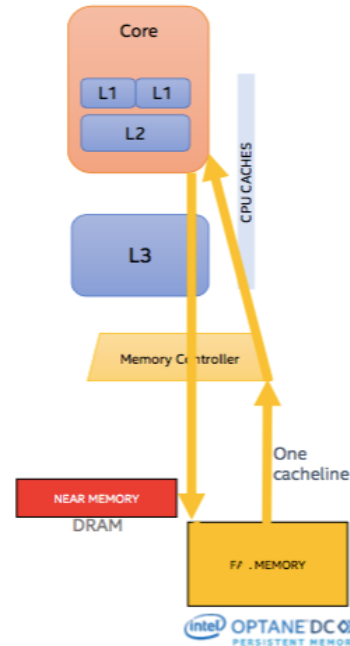 Core
L1 L1
L2
CPU CACHES
L3
Memory Controller
One
cacheline
NEAR MEMORY
DRAM
MEMORY
intel OPTANE DC
PERSISTENT MEMOR